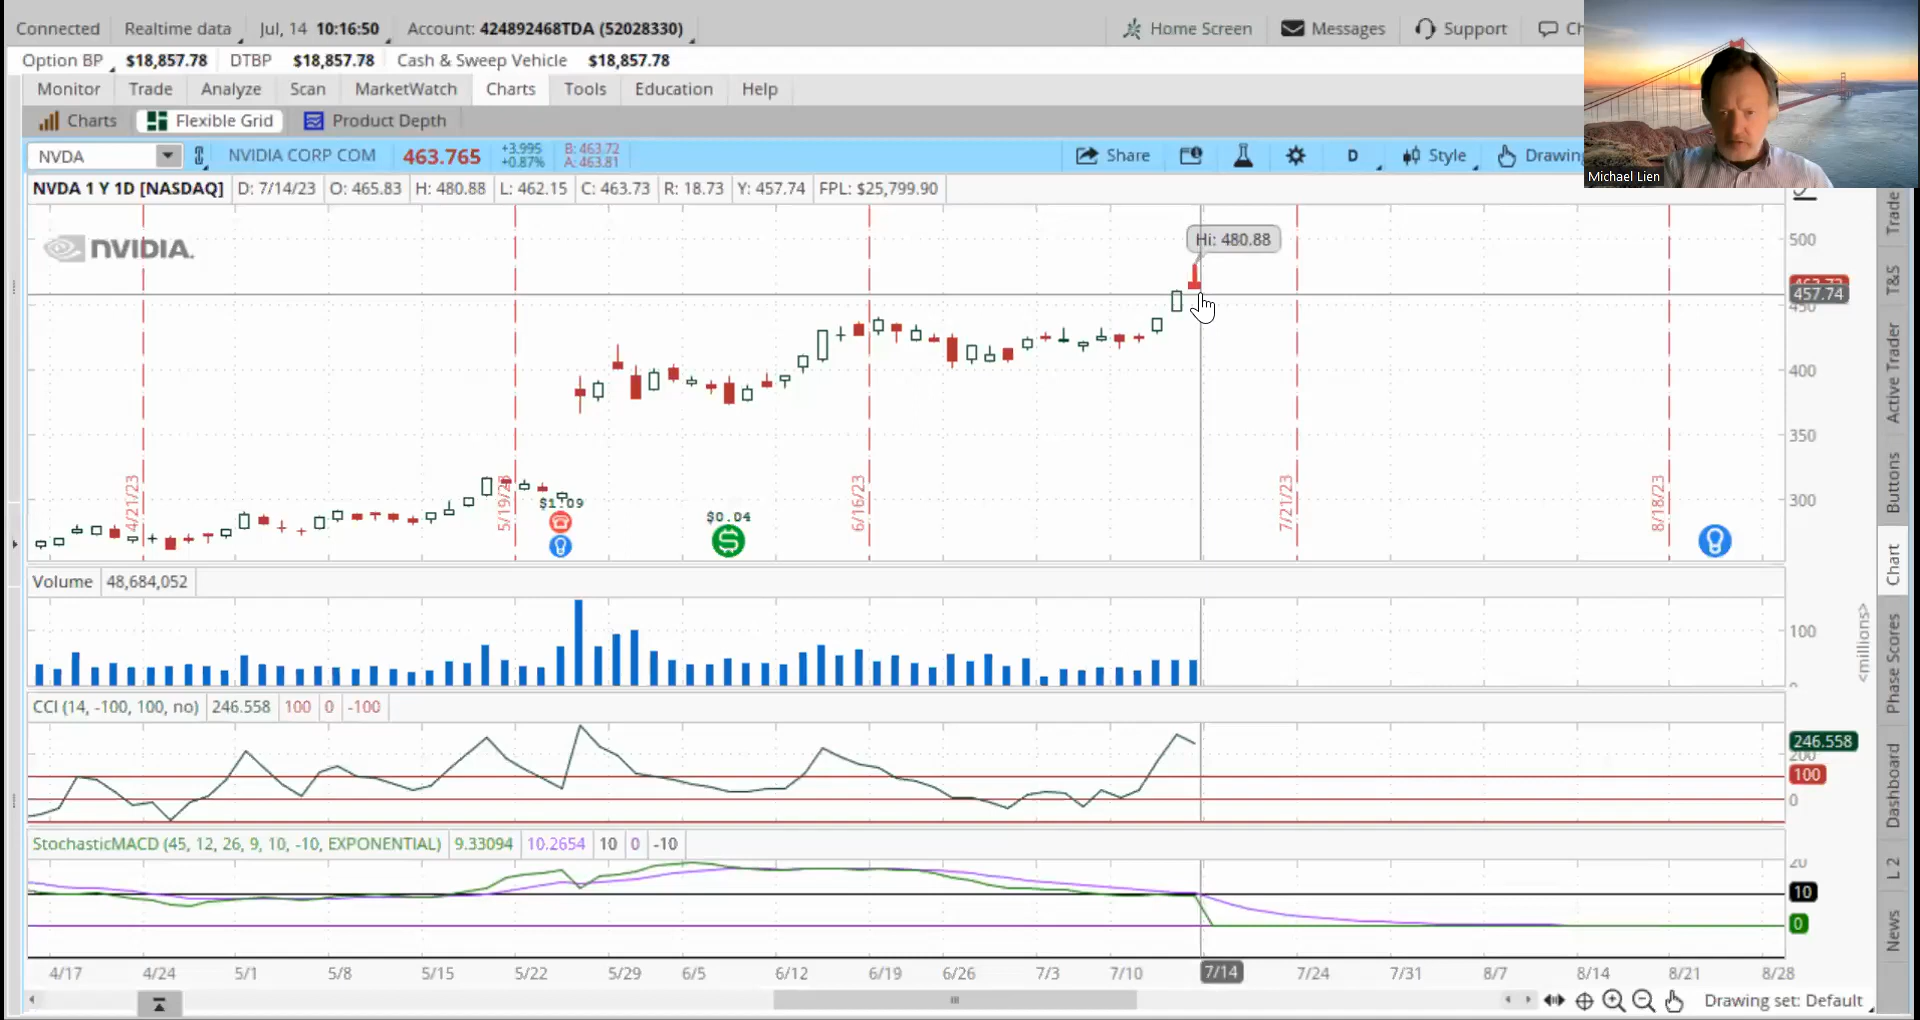 Connected Realtime data Jul, 14 10:16:50 Account: 424892468TDA (52028330) Home Screen Messages Support Ch
Option BP $18,857.78 DTBP $18,857.78 Cash & Sweep Vehicle $18,857.78
Monitor Trade Analyze Scan MarketWatch Charts Tools Education Help
Charts Flexible Grid Product Depth
NVDA NVIDIA CORP COM 463.765 +3.995 +0.87% B: 463.72 A: 463.81 Share D Style Drawing
Michael Lien
NVDA 1 Y 1D [NASDAQ] D: 7/14/23 O: 465.83 H: 480.88 L: 462.15 C: 463.73 R: 18.73 Y: 457.74 FPL: $25,799.90
NVIDIA.
Hi: 480.88
500
457.74
450
400
350
300
4/21/23 5/19/23 6/16/23 7/21/23 8/18/23
$1.09
$0.04
Volume 48,684,052
100
0
<millions>
CCI (14, -100, 100, no) 246.558 100 0 -100
246.558
200
100
0
StochasticMACD (45, 12, 26, 9, 10, -10, EXPONENTIAL) 9.33094 10.2654 10 0 -10
20
10
0
4/17 4/24 5/1 5/8 5/15 5/22 5/29 6/5 6/12 6/19 6/26 7/3 7/10 7/14 7/24 7/31 8/7 8/14 8/21 8/28
Drawing set: Default
Trade
T&S
Active Trader
Buttons
Chart
Phase Scores
Dashboard
L 2
News